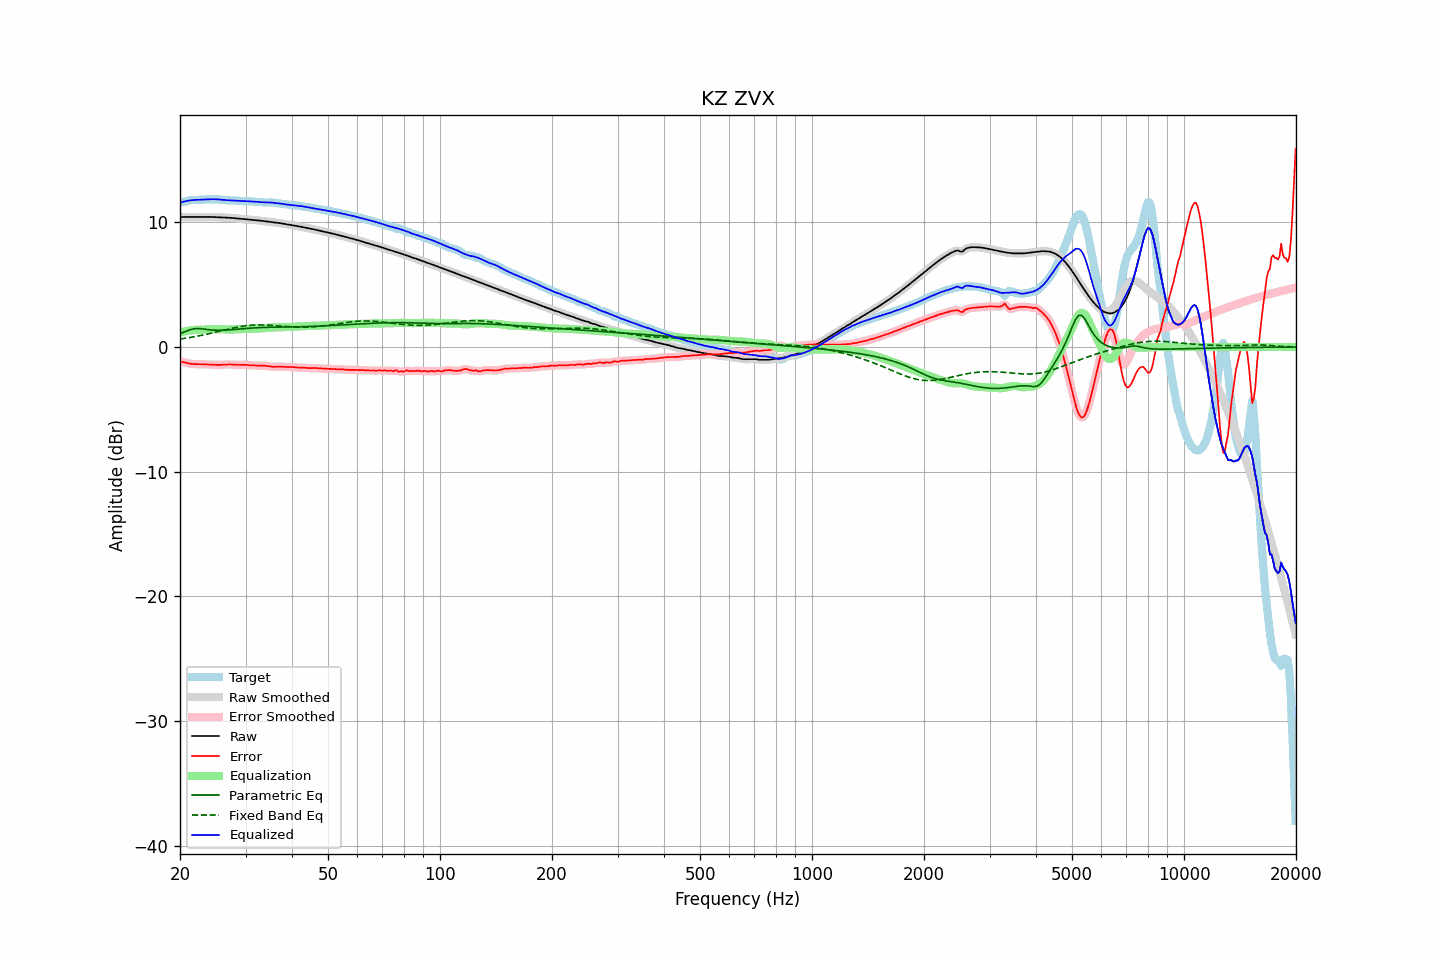 KZ ZVX
Amplitude (dBr)
10
0
−10
−20
−30
−40
Target
Raw Smoothed
Error Smoothed
Raw
Error
Equalization
Parametric Eq
Fixed Band Eq
Equalized
20 50 100 200 500 1000 2000 5000 10000 20000
Frequency (Hz)